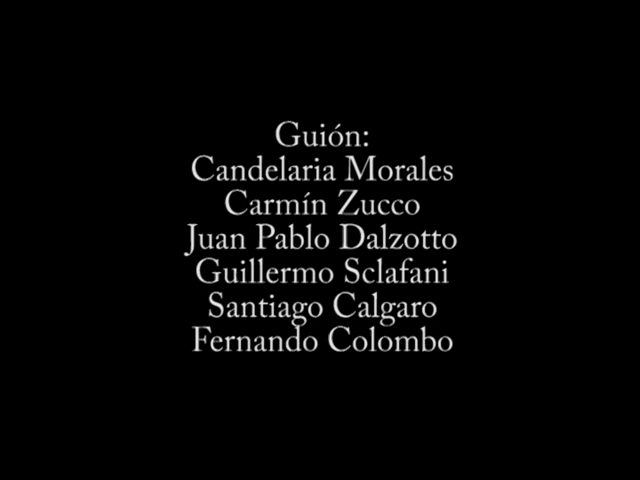 Guión:
Candelaria Morales
Carmín Zucco
Juan Pablo Dalzotto
Guillermo Sclafani
Santiago Calgaro
Fernando Colombo